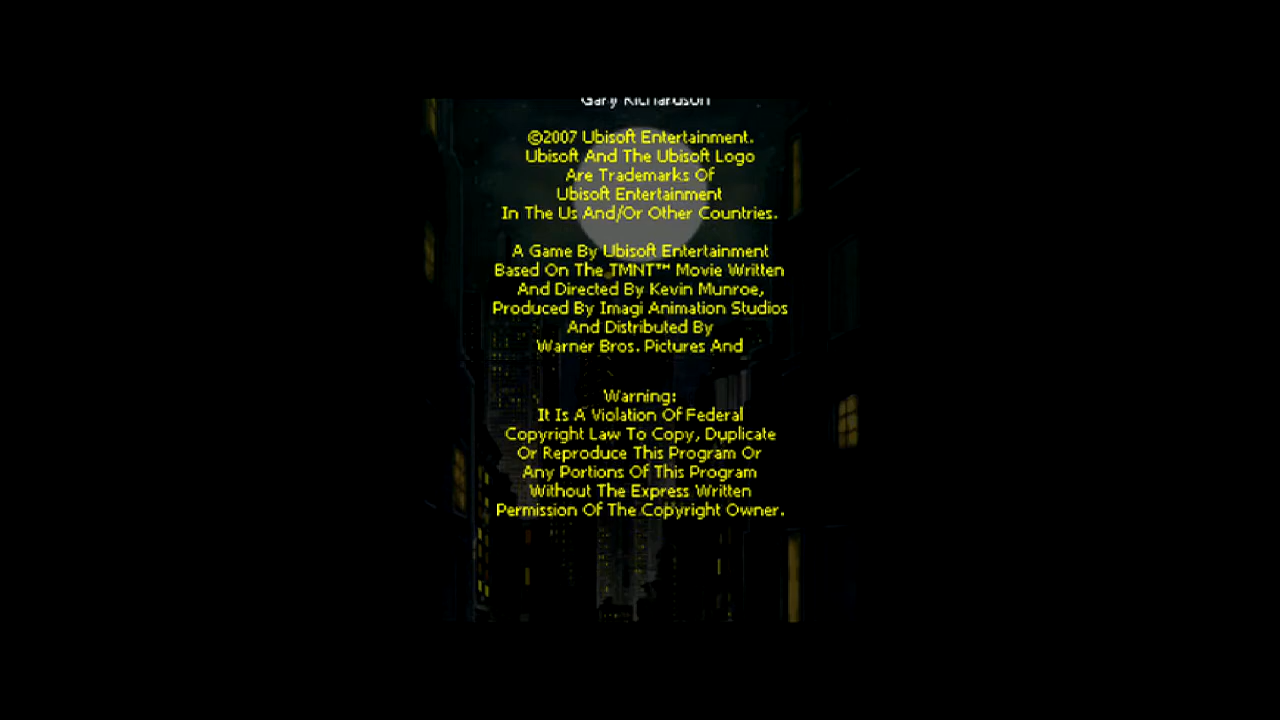 Gary Richardson
©2007 Ubisoft Entertainment.
Ubisoft And The Ubisoft Logo
Are Trademarks Of
Ubisoft Entertainment
In The Us And/Or Other Countries.
A Game By Ubisoft Entertainment
Based On The TMNT™ Movie Written
And Directed By Kevin Munroe,
Produced By Imagi Animation Studios
And Distributed By
Warner Bros. Pictures And
Warning:
It Is A Violation Of Federal
Copyright Law To Copy, Duplicate
Or Reproduce This Program Or
Any Portions Of This Program
Without The Express Written
Permission Of The Copyright Owner.